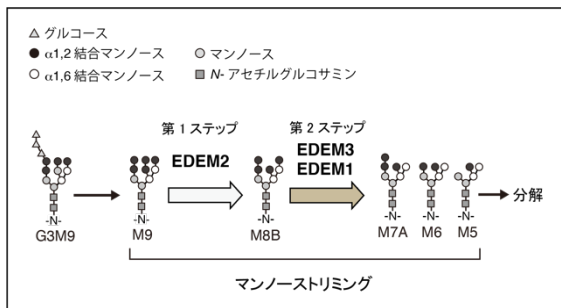 グルコース
α1,2 結合マンノース マンノース
α1,6 結合マンノース N- アセチルグルコサミン
第 1 ステップ 第 2 ステップ
EDEM2 EDEM3
EDEM1
分解
-N- -N- -N- -N- -N- -N-
G3M9 M9 M8B M7A M6 M5
マンノーストリミング